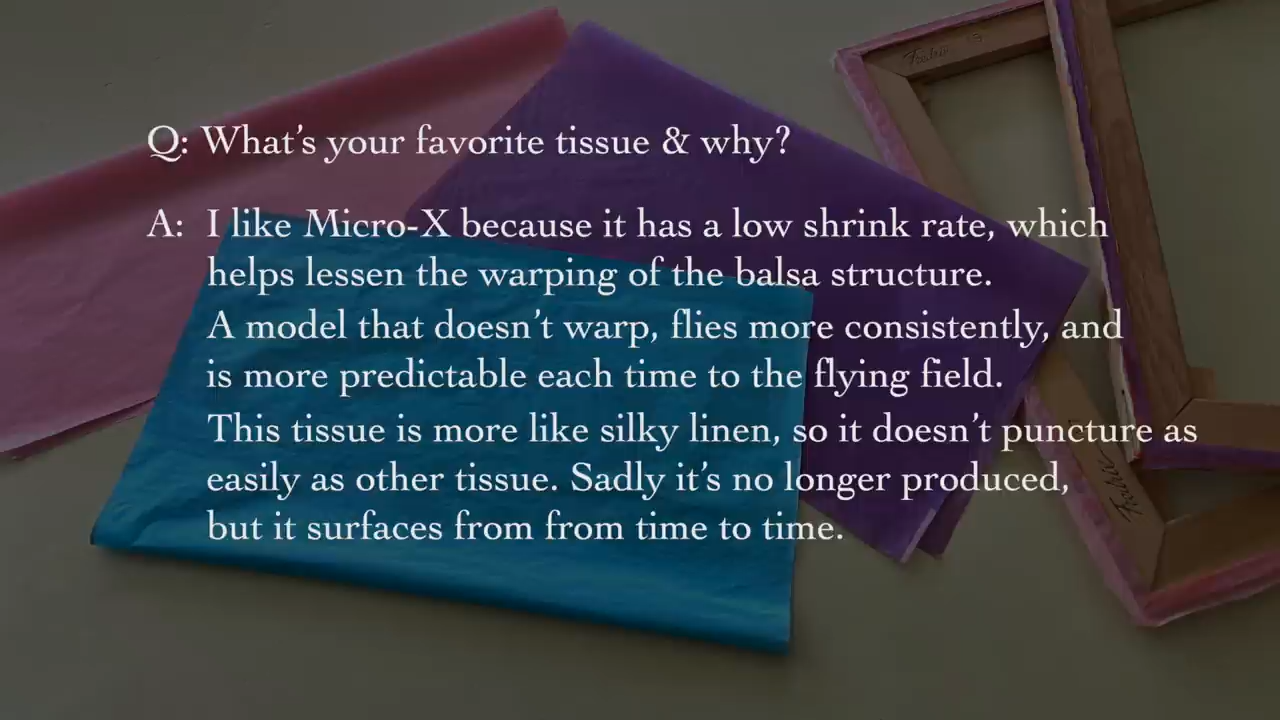 Q: What's your favorite tissue & why?
A: I like Micro-X because it has a low shrink rate, which
helps lessen the warping of the balsa structure.
A model that doesn't warp, flies more consistently, and
is more predictable each time to the flying field.
This tissue is more like silky linen, so it doesn't puncture as
easily as other tissue. Sadly it's no longer produced,
but it surfaces from from time to time.